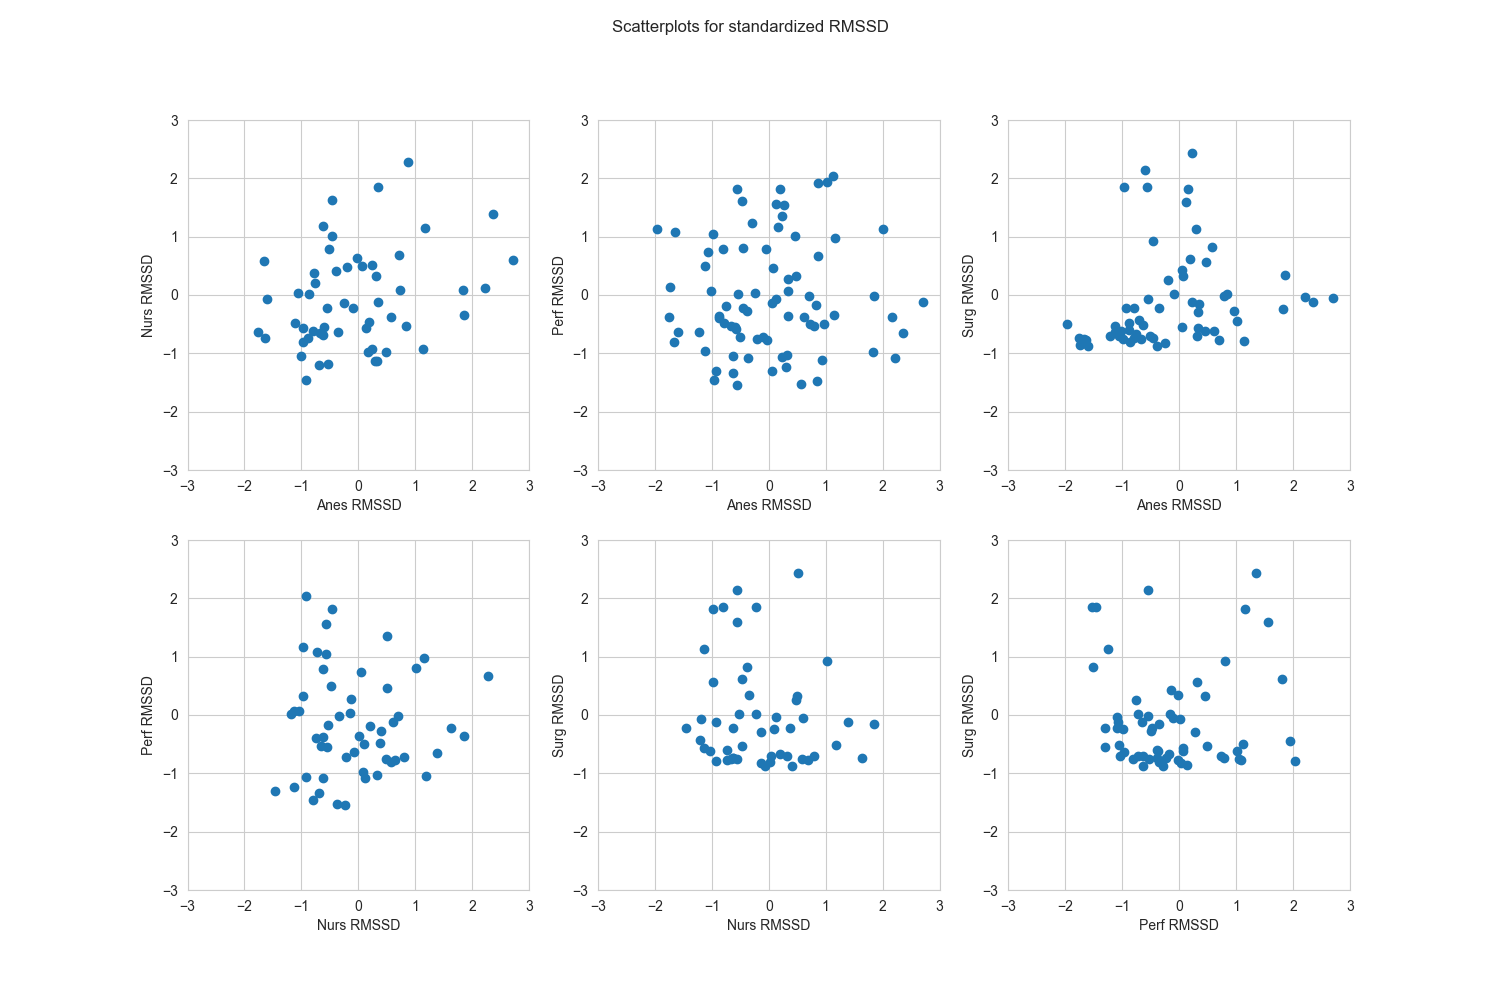 Scatterplots for standardized RMSSD
3 3 3
2 2 2
1 1 1
0 0 0
−1 −1 −1
−2 −2 −2
−3 −3 −3
Nurs RMSSD
Perf RMSSD
Surg RMSSD
−3 −2 −1 0 1 2 3 −3 −2 −1 0 1 2 3 −3 −2 −1 0 1 2 3
Anes RMSSD Anes RMSSD Anes RMSSD
3 3 3
2 2 2
1 1 1
0 0 0
−1 −1 −1
−2 −2 −2
−3 −3 −3
Perf RMSSD
Surg RMSSD
Surg RMSSD
−3 −2 −1 0 1 2 3 −3 −2 −1 0 1 2 3 −3 −2 −1 0 1 2 3
Nurs RMSSD Nurs RMSSD Perf RMSSD